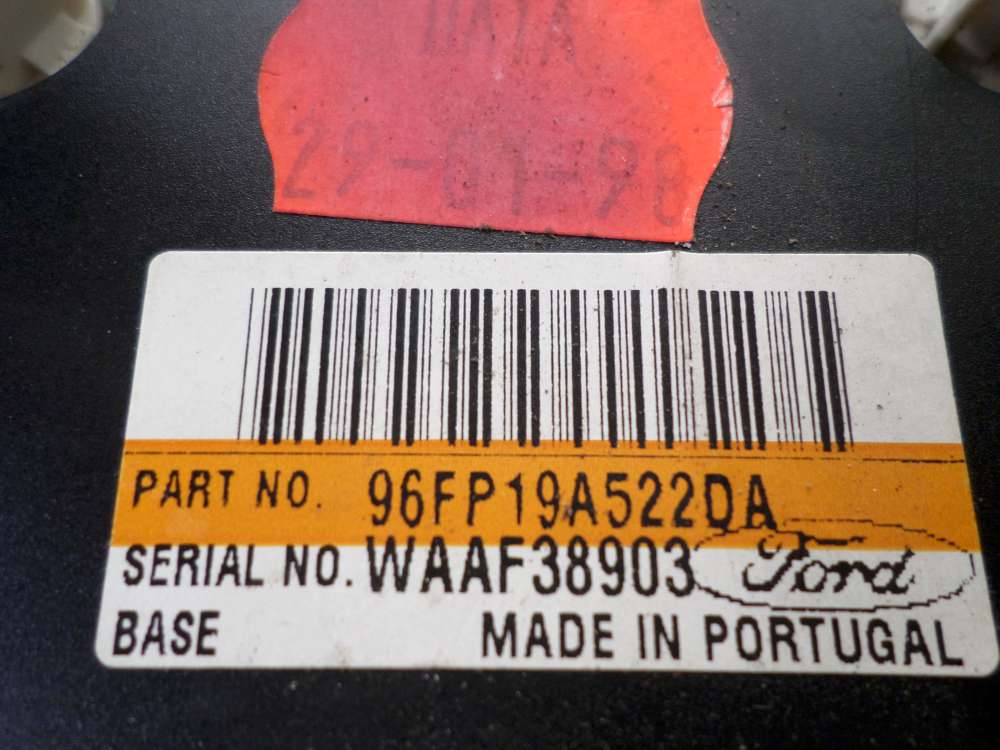 DATA
29-01-98
PART NO. 96FP19A522DA
SERIAL NO. WAAF38903 Ford
BASE MADE IN PORTUGAL